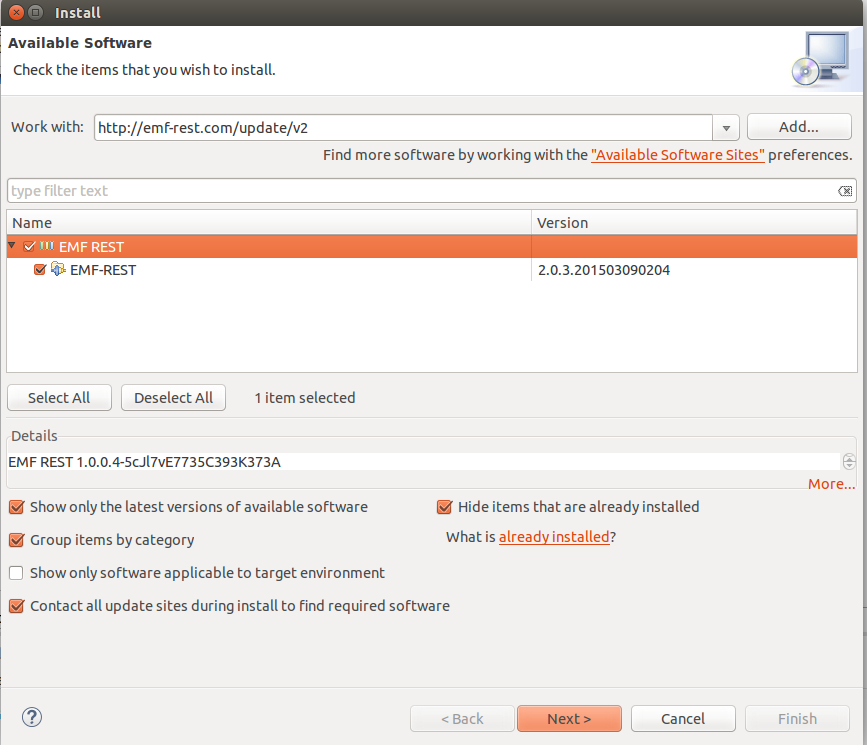 Install
Available Software
Check the items that you wish to install.
Work with: http://emf-rest.com/update/v2 Add...
Find more software by working with the "Available Software Sites" preferences.
type filter text
Name Version
EMF REST
EMF-REST 2.0.3.201503090204
Select All Deselect All 1 item selected
Details
EMF REST 1.0.0.4-5cJl7vE7735C393K373A
More...
Show only the latest versions of available software Hide items that are already installed
Group items by category What is already installed?
Show only software applicable to target environment
Contact all update sites during install to find required software
? < Back Next > Cancel Finish